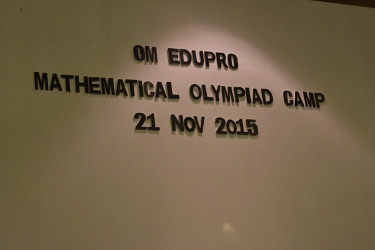 OM EDUPRO
MATHEMATICAL OLYMPIAD CAMP
21 NOV 2015